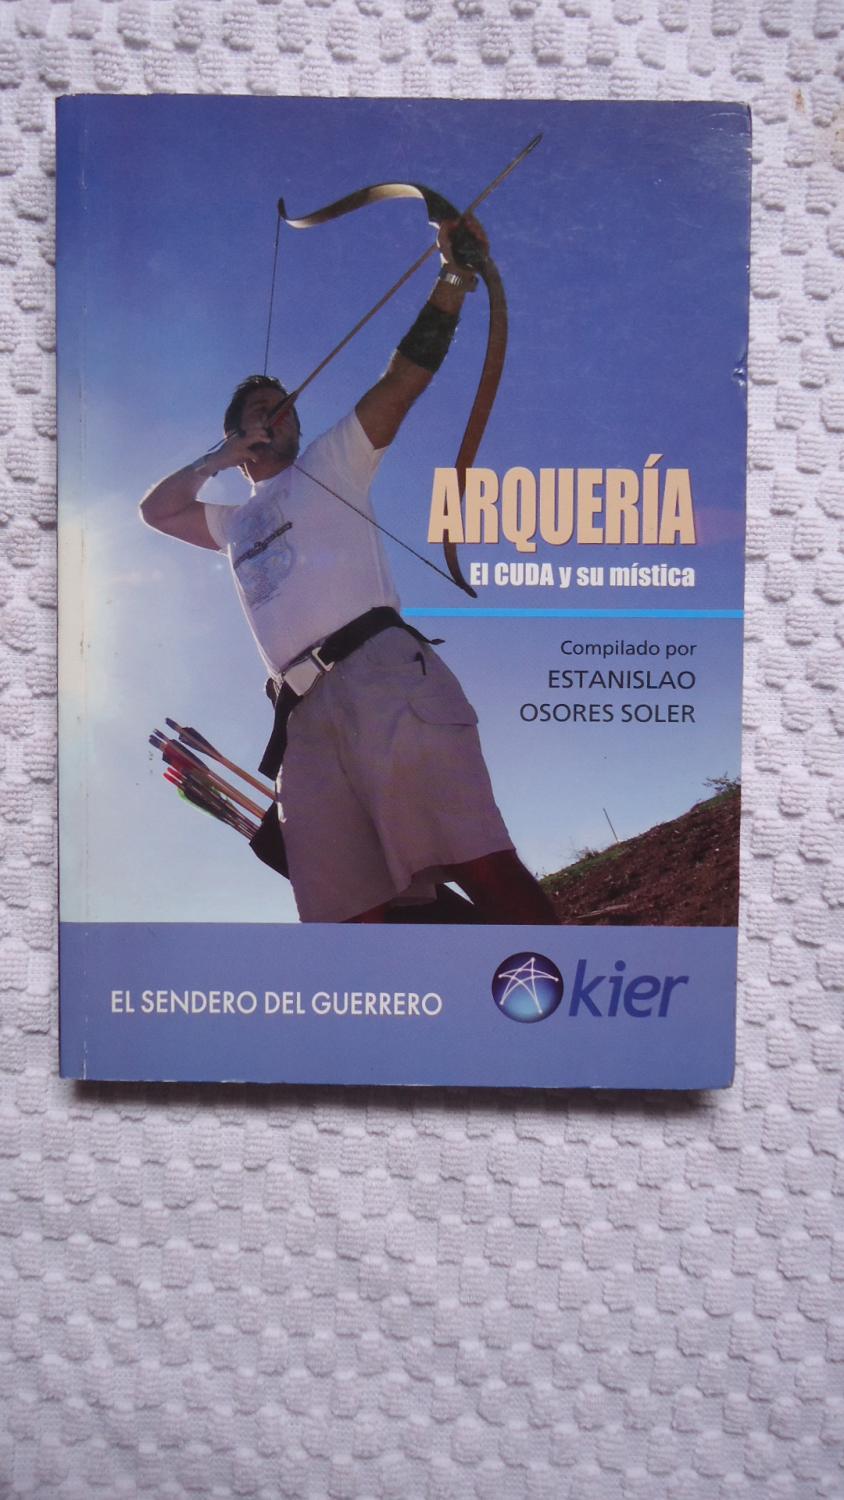 ARQUERÍA
El CUDA y su mística
Compilado por
ESTANISLAO
OSORES SOLER
EL SENDERO DEL GUERRERO
kier